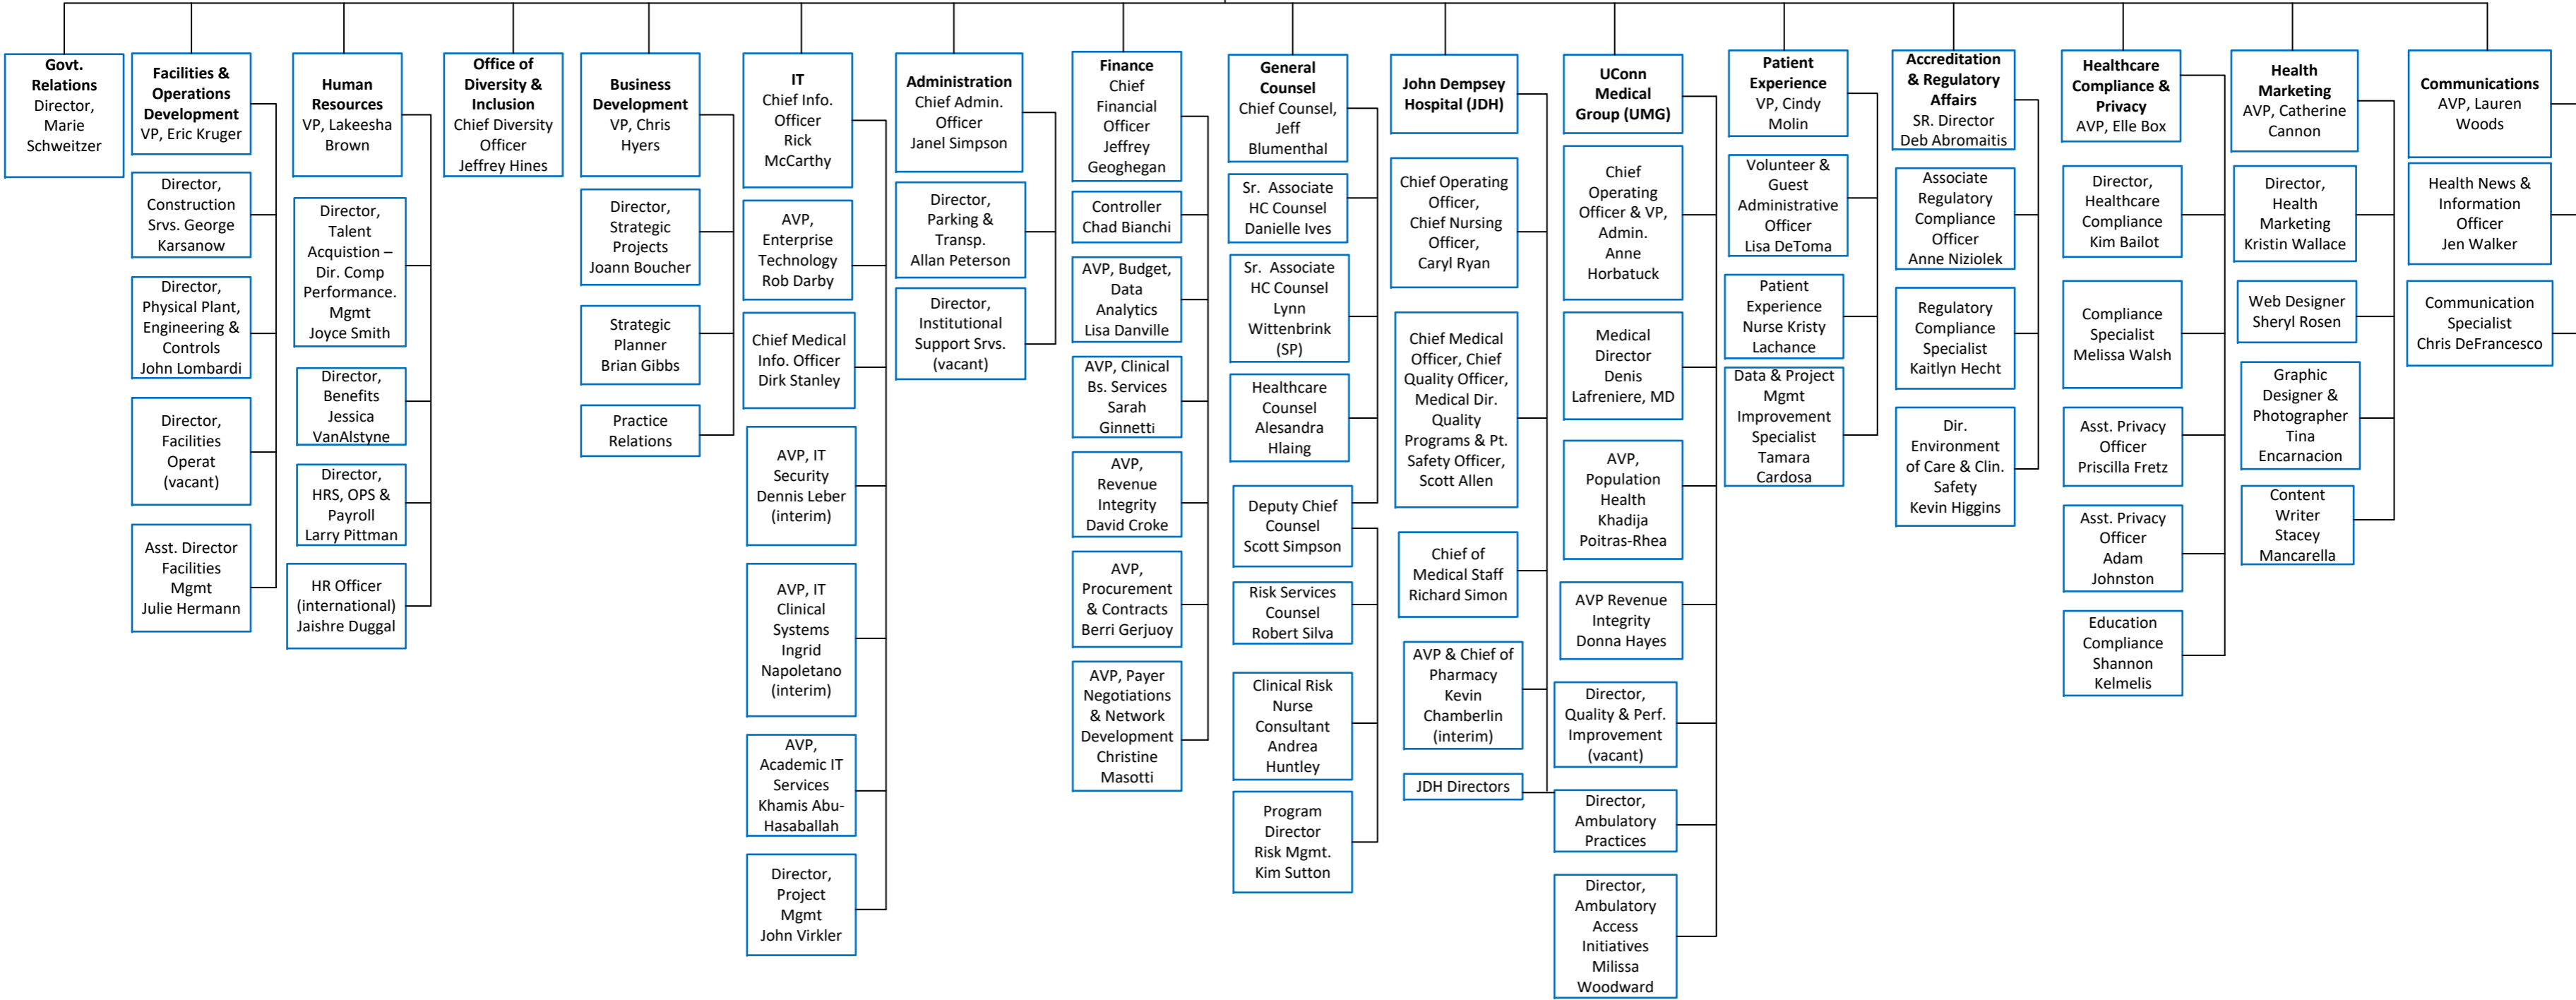 Govt.
Relations
Director,
Marie
Schweitzer
Facilities &
Operations
Development
VP, Eric Kruger
Director,
Construction
Srvs. George
Karsanow
Director,
Physical Plant,
Engineering &
Controls
John Lombardi
Director,
Facilities
Operat
(vacant)
Asst. Director
Facilities
Mgmt
Julie Hermann
Human
Resources
VP, Lakeesha
Brown
Director,
Talent
Acquistion –
Dir. Comp
Performance.
Mgmt
Joyce Smith
Director,
Benefits
Jessica
VanAlstyne
Director,
HRS, OPS &
Payroll
Larry Pittman
HR Officer
(international)
Jaishre Duggal
Office of
Diversity &
Inclusion
Chief Diversity
Officer
Jeffrey Hines
Business
Development
VP, Chris
Hyers
Director,
Strategic
Projects
Joann Boucher
Strategic
Planner
Brian Gibbs
Practice
Relations
IT
Chief Info.
Officer
Rick
McCarthy
AVP,
Enterprise
Technology
Rob Darby
Chief Medical
Info. Officer
Dirk Stanley
AVP, IT
Security
Dennis Leber
(interim)
AVP, IT
Clinical
Systems
Ingrid
Napoletano
(interim)
AVP,
Academic IT
Services
Khamis Abu-
Hasaballah
Director,
Project
Mgmt
John Virkler
Administration
Chief Admin.
Officer
Janel Simpson
Director,
Parking &
Transp.
Allan Peterson
Director,
Institutional
Support Srvs.
(vacant)
Finance
Chief
Financial
Officer
Jeffrey
Geoghegan
Controller
Chad Bianchi
AVP, Budget,
Data
Analytics
Lisa Danville
AVP, Clinical
Bs. Services
Sarah
Ginnetti
AVP,
Revenue
Integrity
David Croke
AVP,
Procurement
& Contracts
Berri Gerjuoy
AVP, Payer
Negotiations
& Network
Development
Christine
Masotti
General
Counsel
Chief Counsel,
Jeff
Blumenthal
Sr.  Associate
HC Counsel
Danielle Ives
Sr.  Associate
HC Counsel
Lynn
Wittenbrink
(SP)
Healthcare
Counsel
Alesandra
Hlaing
Deputy Chief
Counsel
Scott Simpson
Risk Services
Counsel
Robert Silva
Clinical Risk
Nurse
Consultant
Andrea
Huntley
Program
Director
Risk Mgmt.
Kim Sutton
John Dempsey
Hospital (JDH)
Chief Operating
Officer,
Chief Nursing
Officer,
Caryl Ryan
Chief Medical
Officer, Chief
Quality Officer,
Medical Dir.
Quality
Programs & Pt.
Safety Officer,
Scott Allen
Chief of
Medical Staff
Richard Simon
AVP & Chief of
Pharmacy
Kevin
Chamberlin
(interim)
JDH Directors
UConn
Medical
Group (UMG)
Chief
Operating
Officer & VP,
Admin.
Anne
Horbatuck
Medical
Director
Denis
Lafreniere, MD
AVP,
Population
Health
Khadija
Poitras-Rhea
AVP Revenue
Integrity
Donna Hayes
Director,
Quality & Perf.
Improvement
(vacant)
Director,
Ambulatory
Practices
Director,
Ambulatory
Access
Initiatives
Milissa
Woodward
Patient
Experience
VP, Cindy
Molin
Volunteer &
Guest
Administrative
Officer
Lisa DeToma
Patient
Experience
Nurse Kristy
Lachance
Data & Project
Mgmt
Improvement
Specialist
Tamara
Cardosa
Accreditation
& Regulatory
Affairs
SR. Director
Deb Abromaitis
Associate
Regulatory
Compliance
Officer
Anne Niziolek
Regulatory
Compliance
Specialist
Kaitlyn Hecht
Dir.
Environment
of Care & Clin.
Safety
Kevin Higgins
Healthcare
Compliance &
Privacy
AVP, Elle Box
Director,
Healthcare
Compliance
Kim Bailot
Compliance
Specialist
Melissa Walsh
Asst. Privacy
Officer
Priscilla Fretz
Asst. Privacy
Officer
Adam
Johnston
Education
Compliance
Shannon
Kelmelis
Health
Marketing
AVP, Catherine
Cannon
Director,
Health
Marketing
Kristin Wallace
Web Designer
Sheryl Rosen
Graphic
Designer &
Photographer
Tina
Encarnacion
Content
Writer
Stacey
Mancarella
Communications
AVP, Lauren
Woods
Health News &
Information
Officer
Jen Walker
Communication
Specialist
Chris DeFrancesco